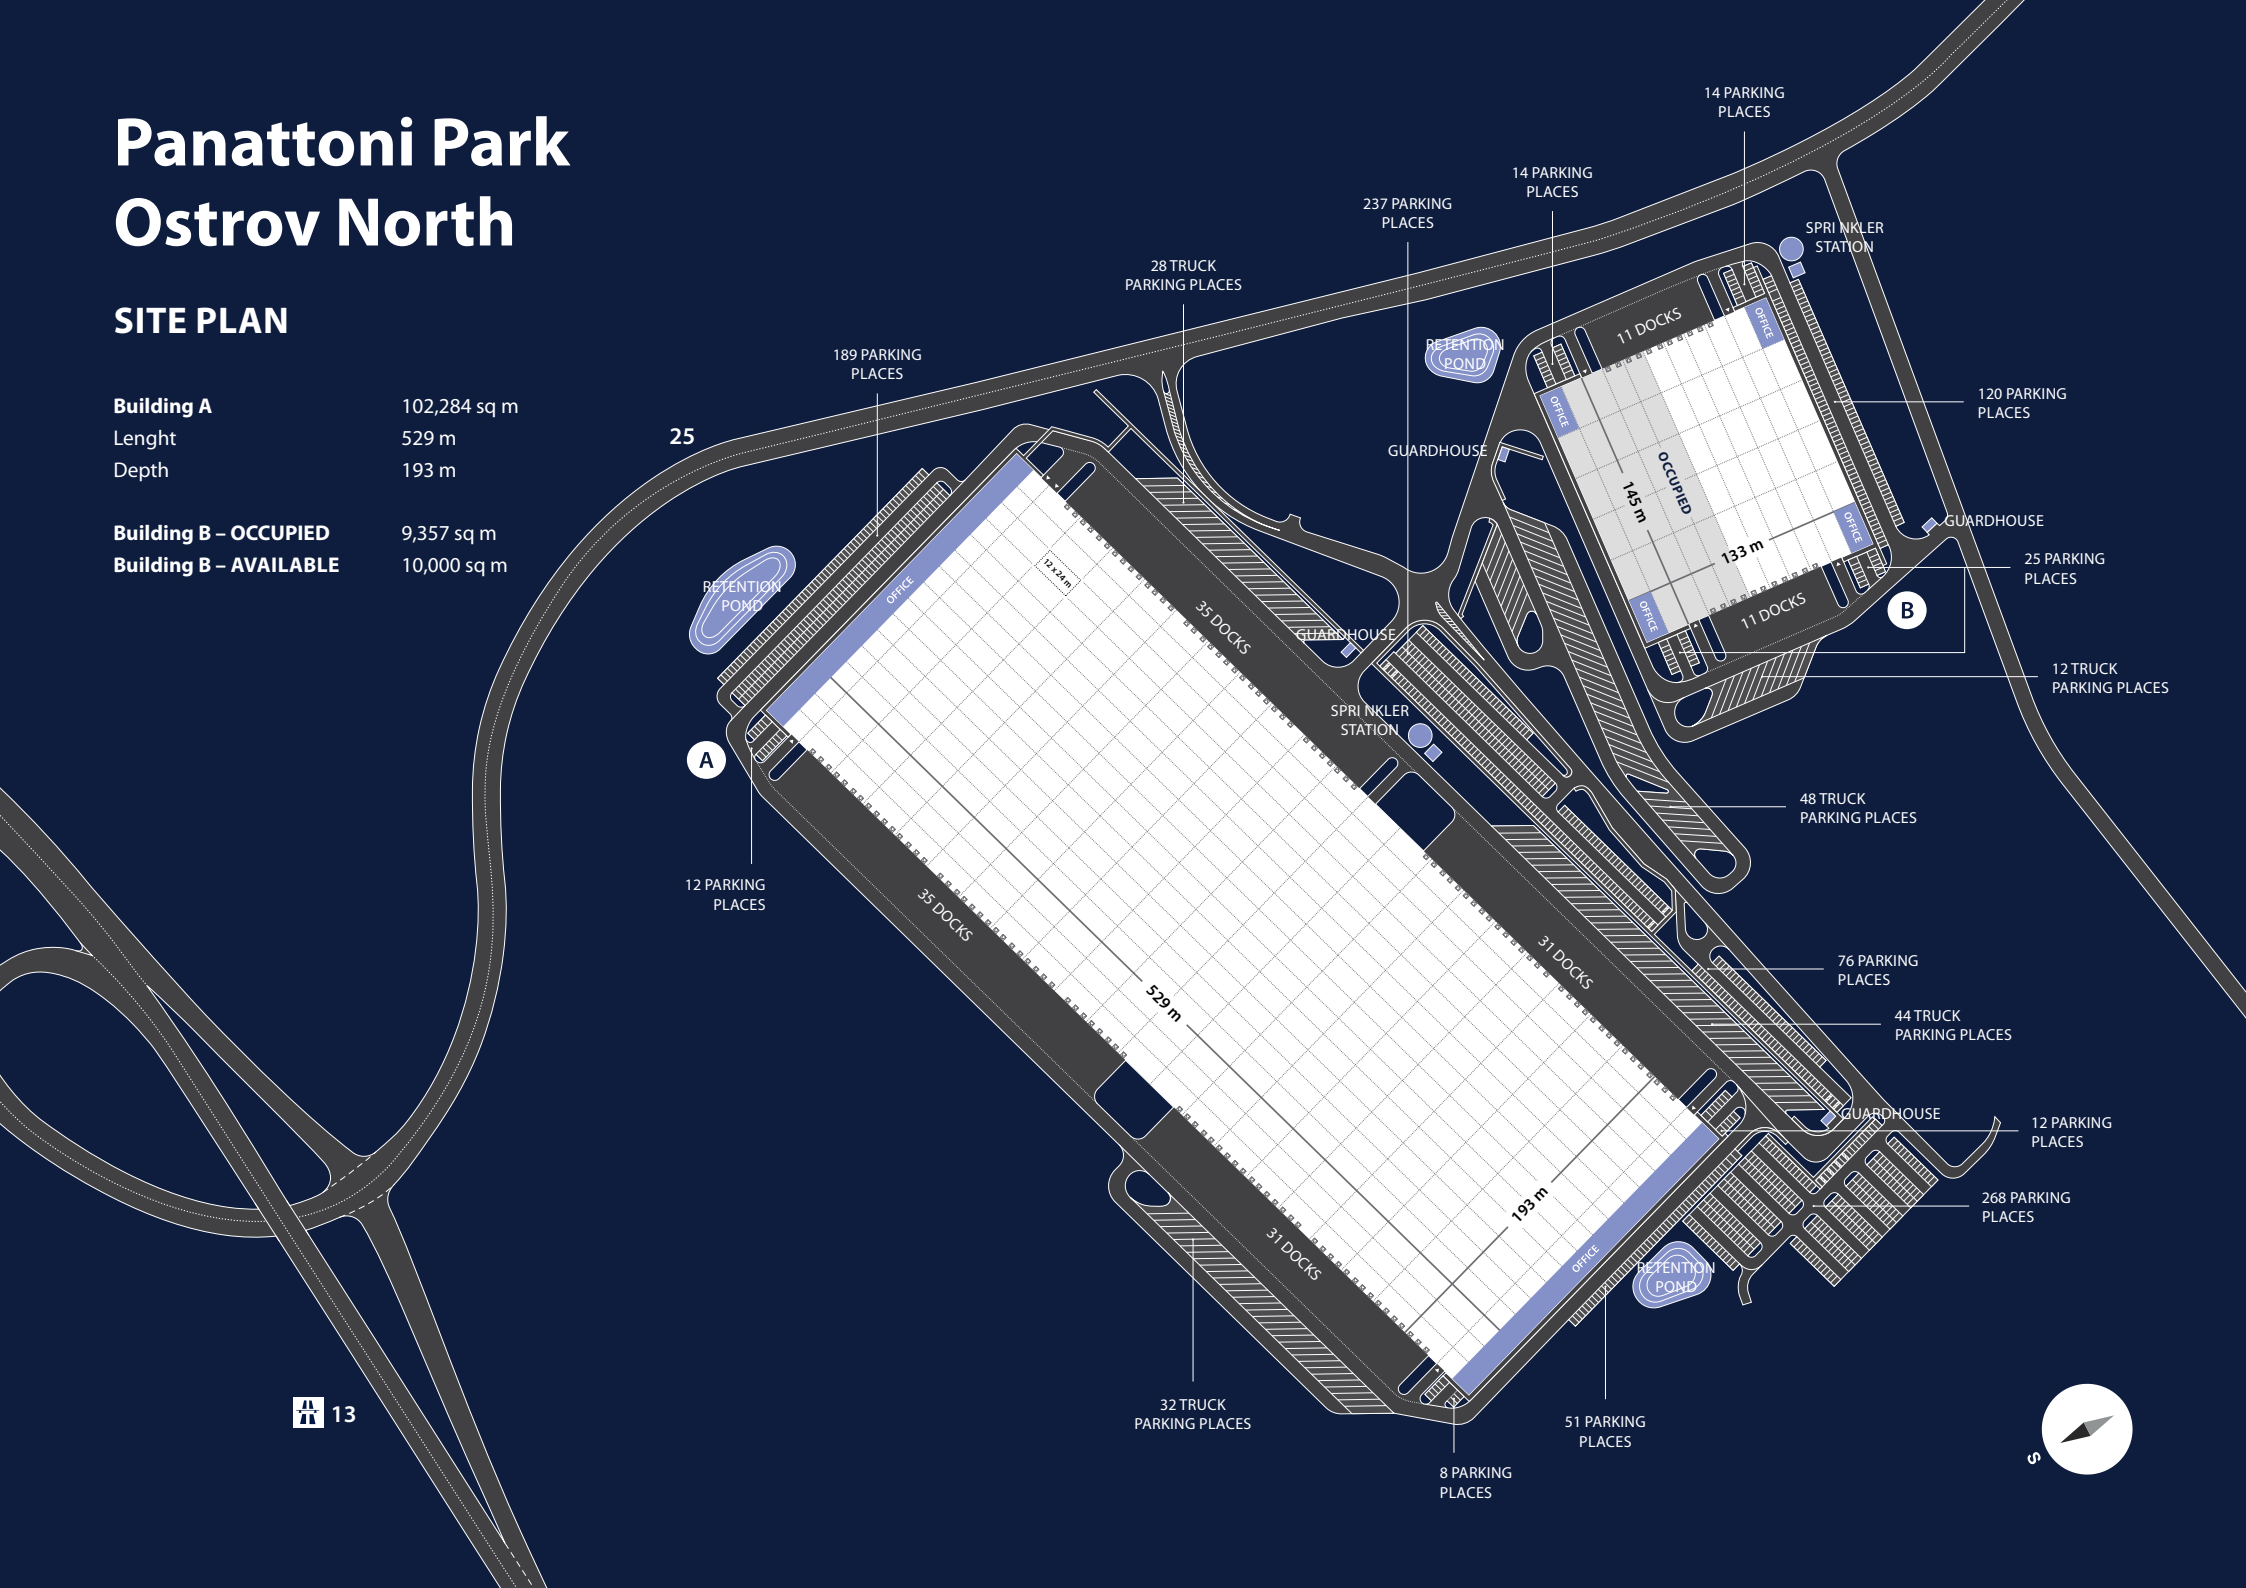 Panattoni Park
Ostrov North
SITE PLAN
Building A 102,284 sq m
Lenght 529 m
Depth 193 m
Building B – OCCUPIED 9,357 sq m
Building B – AVAILABLE 10,000 sq m
14 PARKING
PLACES
14 PARKING
PLACES
237 PARKING
PLACES
SPRI NKLER
STATION
28 TRUCK
PARKING PLACES
189 PARKING
PLACES
25
RETENTION
POND
11 DOCKS
OFFICE
OFFICE
120 PARKING
PLACES
GUARDHOUSE
OCCUPIED
145 m
133 m
OFFICE
OFFICE
GUARDHOUSE
25 PARKING
PLACES
11 DOCKS
B
12 TRUCK
PARKING PLACES
RETENTION
POND
OFFICE
12 x 24 m
35 DOCKS
GUARDHOUSE
SPRI NKLER
STATION
A
48 TRUCK
PARKING PLACES
12 PARKING
PLACES
35 DOCKS
529 m
31 DOCKS
76 PARKING
PLACES
44 TRUCK
PARKING PLACES
GUARDHOUSE
12 PARKING
PLACES
193 m
268 PARKING
PLACES
31 DOCKS
OFFICE
RETENTION
POND
32 TRUCK
PARKING PLACES
51 PARKING
PLACES
8 PARKING
PLACES
13
S